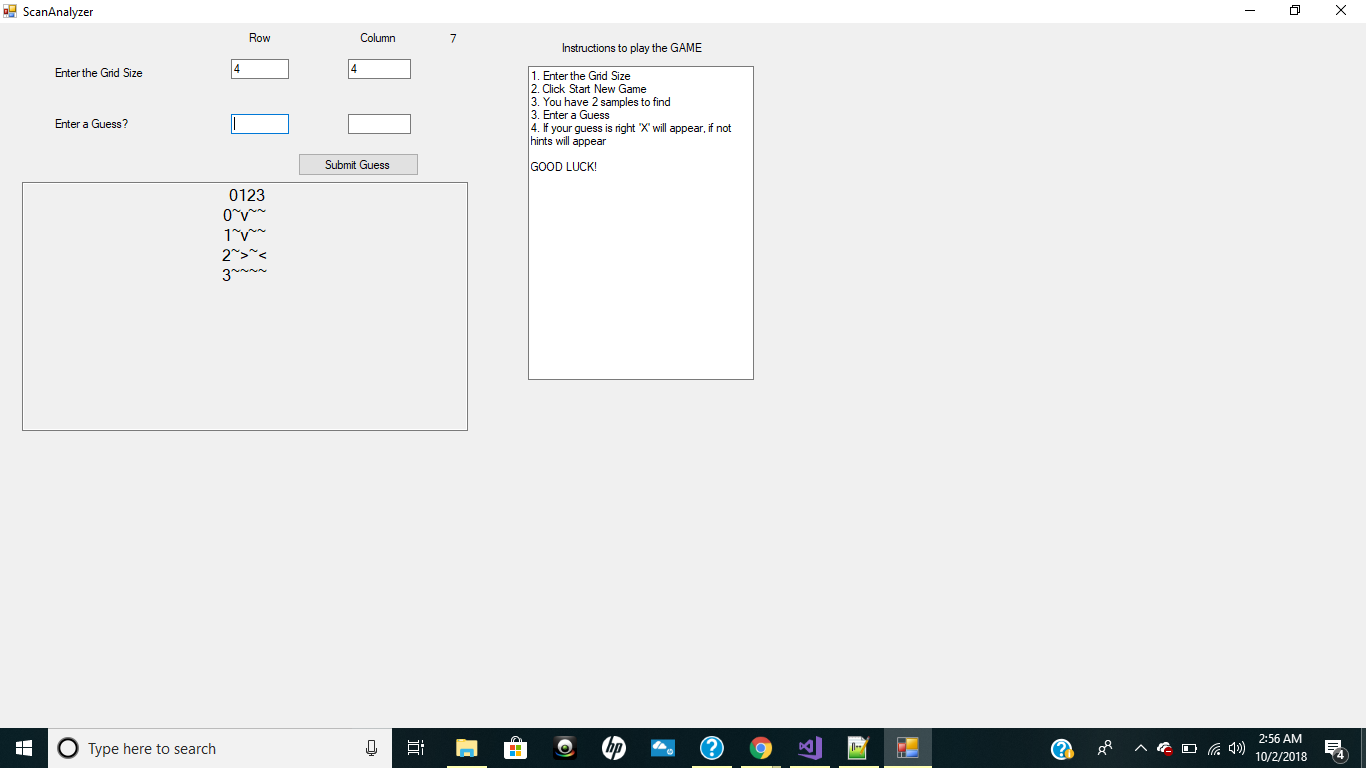 ScanAnalyzer
Row Column 7
Enter the Grid Size 4 4
Enter a Guess?
Submit Guess
0123
0~v~~
1~v~~
2~>~<
3~~~~
Instructions to play the GAME
1. Enter the Grid Size
2. Click Start New Game
3. You have 2 samples to find
3. Enter a Guess
4. If your guess is right 'X' will appear, if not
hints will appear
GOOD LUCK!
Type here to search
hp
2:56 AM
10/2/2018
4